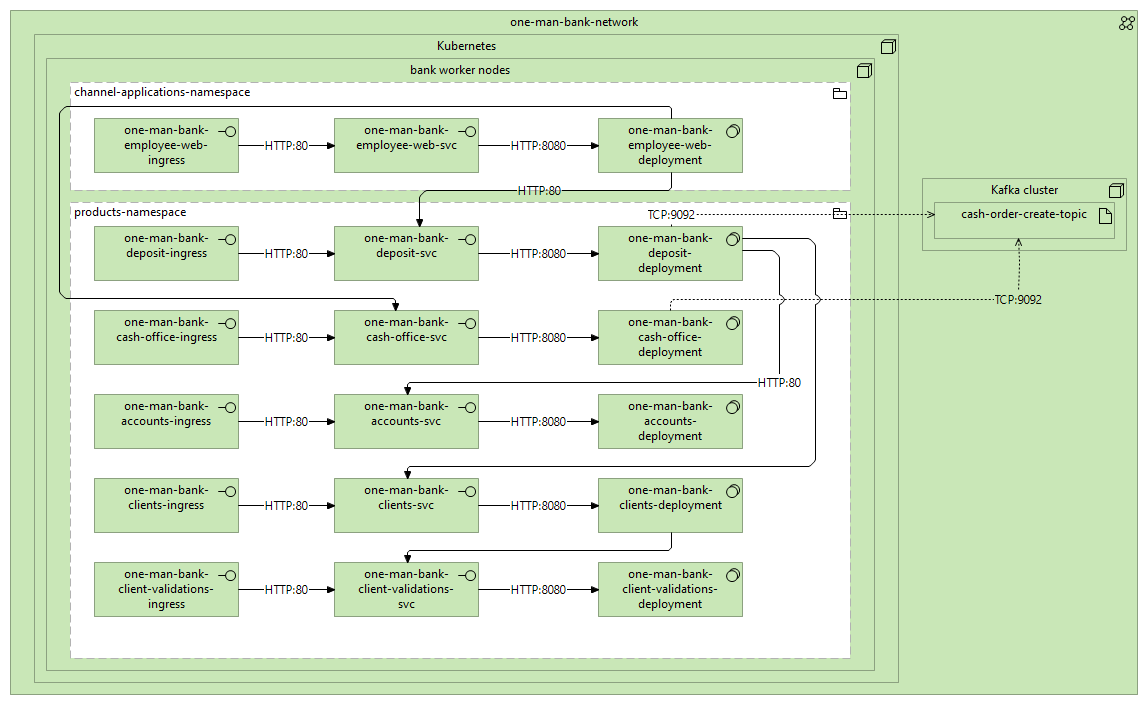 one-man-bank-network
Kubernetes
bank worker nodes
channel-applications-namespace
one-man-bank-
employee-web-
ingress
HTTP:80
one-man-bank-
employee-web-svc
HTTP:8080
one-man-bank-
employee-web-
deployment
HTTP:80
Kafka cluster
cash-order-create-topic
products-namespace
TCP:9092
one-man-bank-
deposit-ingress
HTTP:80
one-man-bank-
deposit-svc
HTTP:8080
one-man-bank-
deposit-
deployment
TCP:9092
one-man-bank-
cash-office-ingress
HTTP:80
one-man-bank-
cash-office-svc
HTTP:8080
one-man-bank-
cash-office-
deployment
HTTP:80
one-man-bank-
accounts-ingress
HTTP:80
one-man-bank-
accounts-svc
HTTP:8080
one-man-bank-
accounts-
deployment
one-man-bank-
clients-ingress
HTTP:80
one-man-bank-
clients-svc
HTTP:8080
one-man-bank-
clients-deployment
one-man-bank-
client-validations-
ingress
HTTP:80
one-man-bank-
client-validations-
svc
HTTP:8080
one-man-bank-
client-validations-
deployment